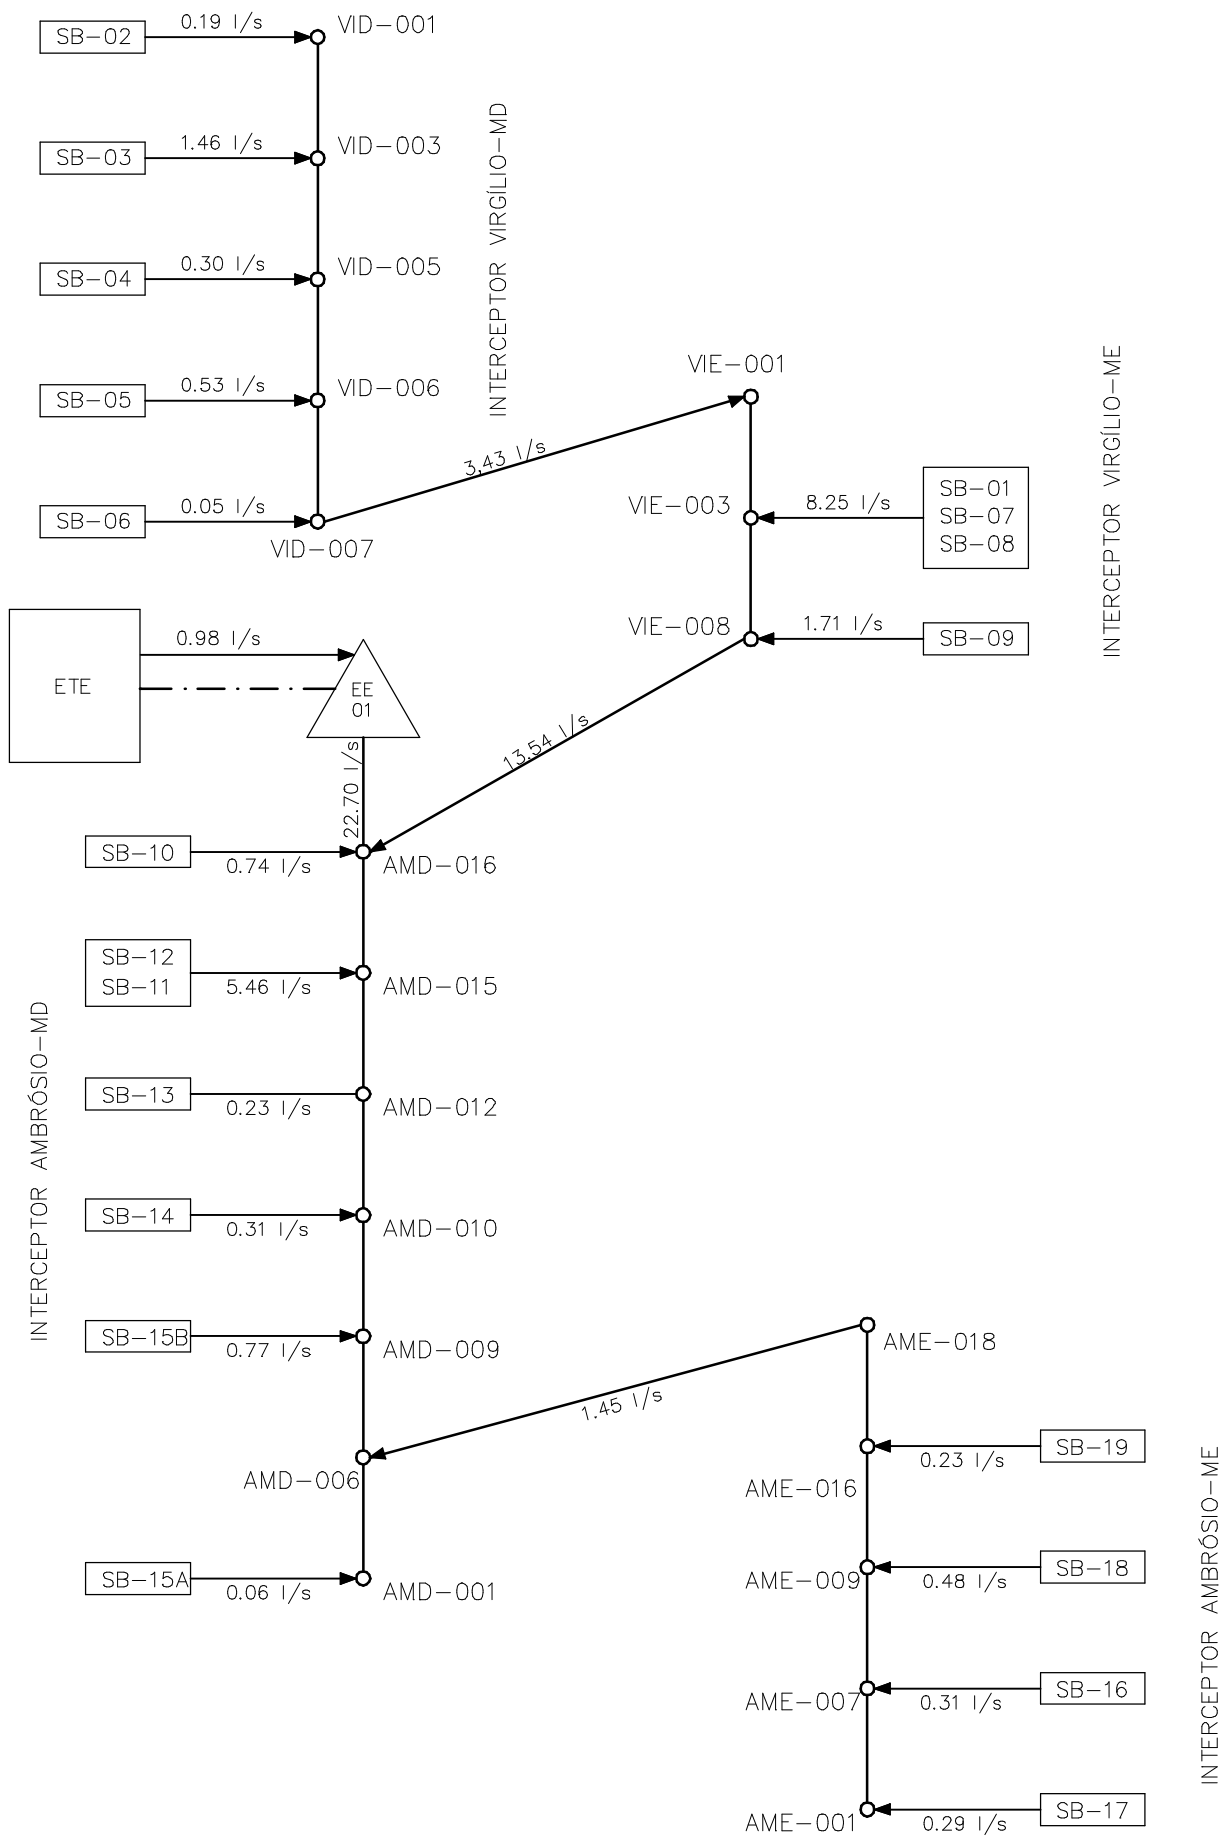 SB-02
0.19 l/s
VID-001
SB-03
1.46 l/s
VID-003
SB-04
0.30 l/s
VID-005
SB-05
0.53 l/s
VID-006
SB-06
0.05 l/s
VID-007
INTERCEPTOR VIRGÍLIO-MD
3,43 l/s
VIE-001
VIE-003
8.25 l/s
SB-01
SB-07
SB-08
VIE-008
1.71 l/s
SB-09
INTERCEPTOR VIRGÍLIO-ME
ETE
0.98 l/s
EE
01
22.70 l/s
13,54 l/s
SB-10
0.74 l/s
AMD-016
SB-12
SB-11
5.46 l/s
AMD-015
SB-13
0.23 l/s
AMD-012
SB-14
0.31 l/s
AMD-010
SB-15B
0.77 l/s
AMD-009
AMD-006
SB-15A
0.06 l/s
AMD-001
INTERCEPTOR AMBRÓSIO-MD
1.45 l/s
AME-018
AME-016
0.23 l/s
SB-19
AME-009
0.48 l/s
SB-18
AME-007
0.31 l/s
SB-16
AME-001
0.29 l/s
SB-17
INTERCEPTOR AMBRÓSIO-ME